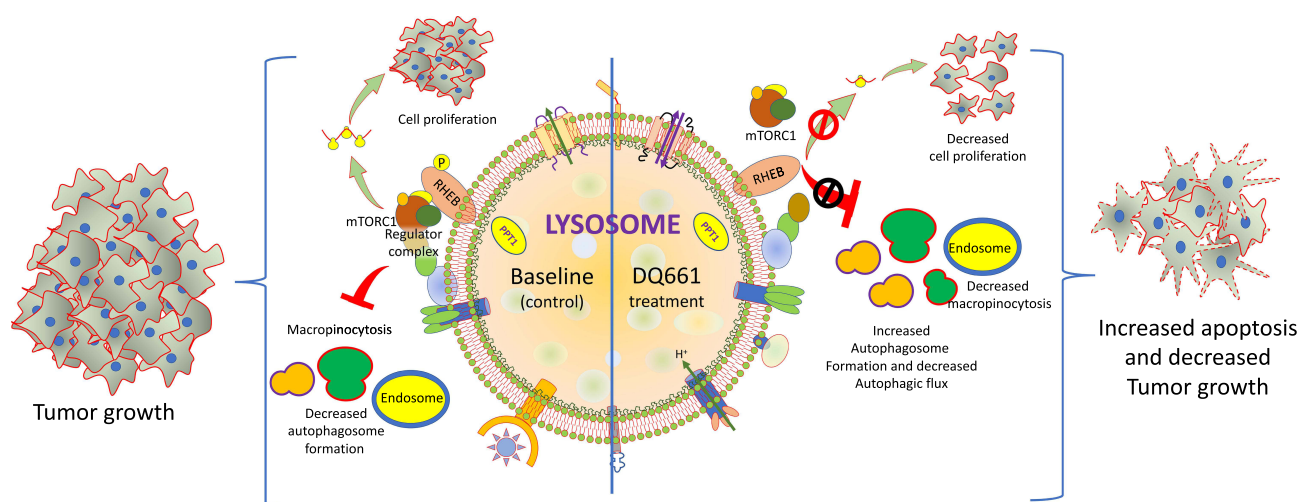 Tumor growth
Cell proliferation
P
RHEB
mTORC1
Regulator
complex
Macropinocytosis
Endosome
Decreased
autophagosome
formation
LYSOSOME
PPT1
PPT1
Baseline
(control)
DQ661
treatment
H+
mTORC1
RHEB
Decreased
cell proliferation
Endosome
Decreased
macropinocytosis
Increased
Autophagosome
Formation and decreased
Autophagic flux
Increased apoptosis
and decreased
Tumor growth